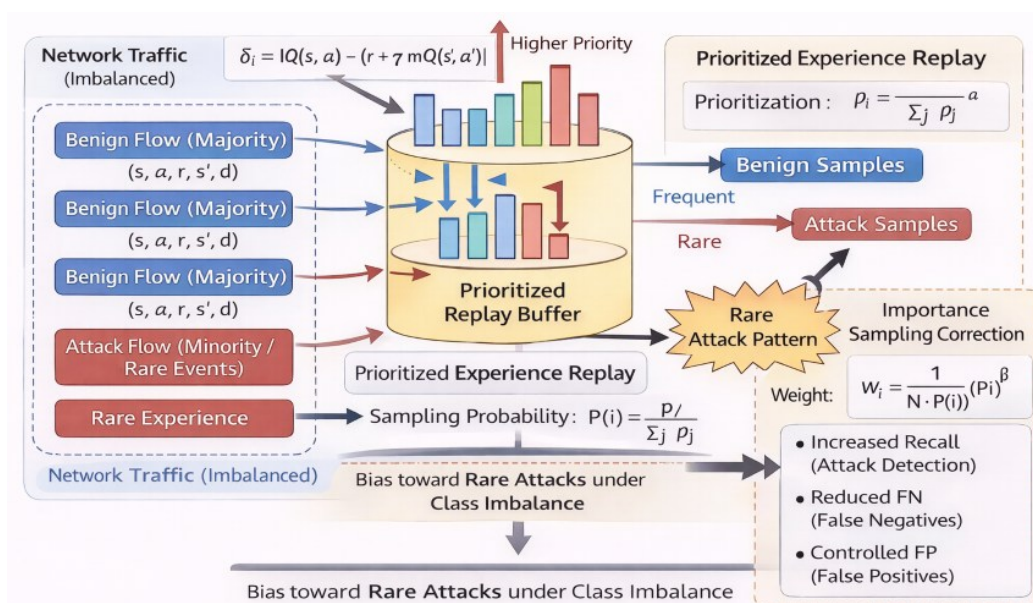 Network Traffic
(Imbalanced)
δᵢ = |Q(s, a) – (r + 7 mQ(s', a')|
Higher Priority
Prioritized Experience Replay
Prioritization : ρᵢ = / Σⱼ ρⱼ a
Benign Flow (Majority)
(s, a, r, s', d)
Benign Flow (Majority)
(s, a, r, s', d)
Benign Flow (Majority)
(s, a, r, s', d)
Attack Flow (Minority /
Rare Events)
Rare Experience
Network Traffic (Imbalanced)
Prioritized
Replay Buffer
Benign Samples
Frequent
Attack Samples
Rare
Rare
Attack Pattern
Importance
Sampling Correction
Weight: wᵢ = 1 / N · P(i)) (Pi)^β
Prioritized Experience Replay
Sampling Probability: P(i) = p/ / Σⱼ ρⱼ
Bias toward Rare Attacks under
Class Imbalance
• Increased Recall
(Attack Detection)
• Reduced FN
(False Negatives)
• Controlled FP
(False Positives)
Bias toward Rare Attacks under Class Imbalance